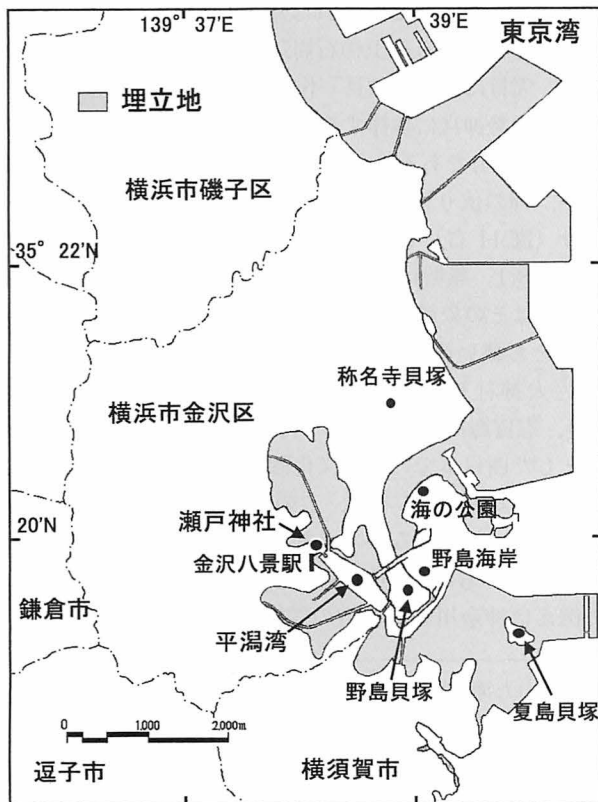 139° 37'E
39'E
東京湾
埋立地
横浜市磯子区
35° 22'N
称名寺貝塚
横浜市金沢区
海の公園
瀬戸神社
20'N
金沢八景駅
野島海岸
鎌倉市
平潟湾
野島貝塚
夏島貝塚
0 1,000 2,000m
逗子市
横須賀市